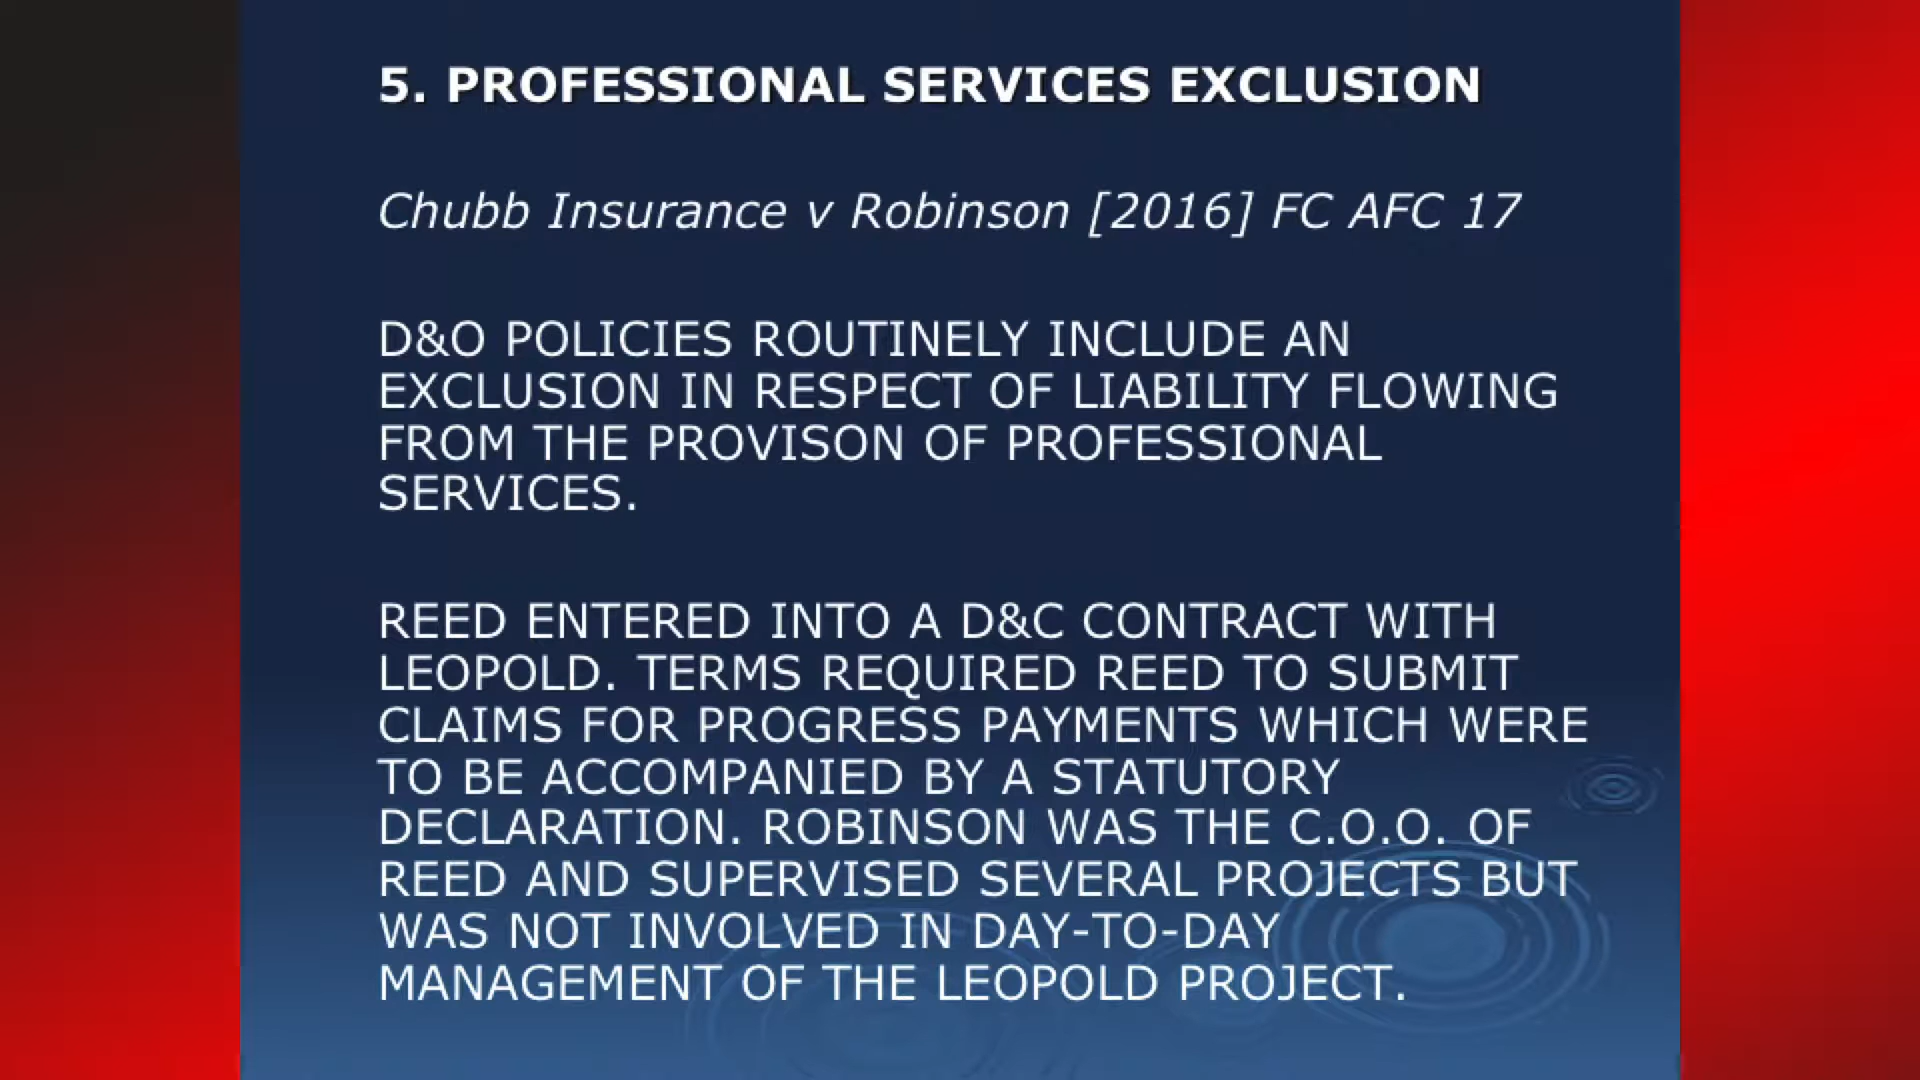 5. PROFESSIONAL SERVICES EXCLUSION
Chubb Insurance v Robinson [2016] FC AFC 17
D&O POLICIES ROUTINELY INCLUDE AN
EXCLUSION IN RESPECT OF LIABILITY FLOWING
FROM THE PROVISON OF PROFESSIONAL
SERVICES.
REED ENTERED INTO A D&C CONTRACT WITH
LEOPOLD. TERMS REQUIRED REED TO SUBMIT
CLAIMS FOR PROGRESS PAYMENTS WHICH WERE
TO BE ACCOMPANIED BY A STATUTORY
DECLARATION. ROBINSON WAS THE C.O.O. OF
REED AND SUPERVISED SEVERAL PROJECTS BUT
WAS NOT INVOLVED IN DAY-TO-DAY
MANAGEMENT OF THE LEOPOLD PROJECT.